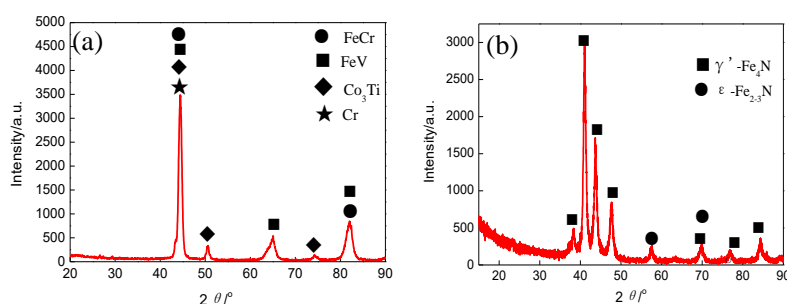 (a)
5000
4500
4000
3500
3000
2500
2000
1500
1000
500
0
Intensity/a.u.
FeCr
FeV
Co₃Ti
Cr
20 30 40 50 60 70 80 90
2 θ/°
(b)
3000
2500
2000
1500
1000
500
0
Intensity/a.u.
γ'-Fe₄N
ε-Fe₂₋₃N
20 30 40 50 60 70 80 90
2 θ/°